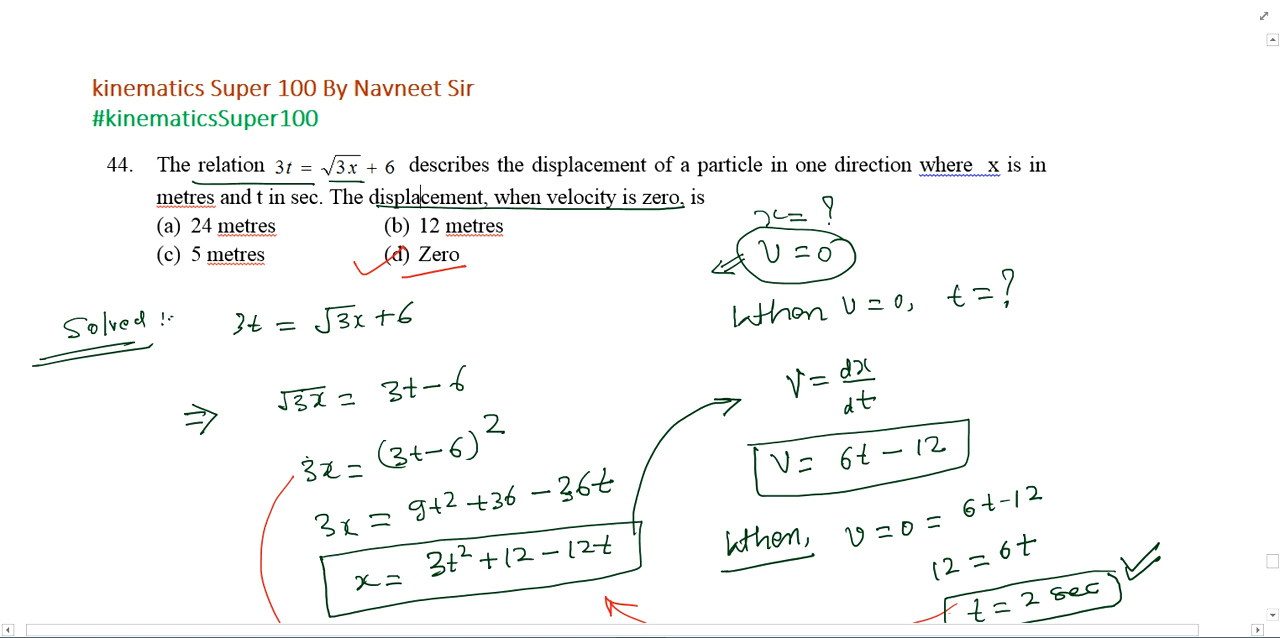 kinematics Super 100 By Navneet Sir
#kinematicsSuper100
44. The relation 3t = √3x + 6 describes the displacement of a particle in one direction where x is in
metres and t in sec. The displacement, when velocity is zero, is
(a) 24 metres (b) 12 metres
(c) 5 metres (d) Zero
x = ?
v = 0
Solved :-
3t = √3x + 6
Whon v = 0, t = ?
⇒ √3x = 3t - 6
3x = (3t-6)²
3x = 9t² + 36 - 36t
x = 3t² + 12 - 12t
v = dx/dt
v = 6t - 12
Whon, v = 0 = 6t - 12
12 = 6t
t = 2 sec